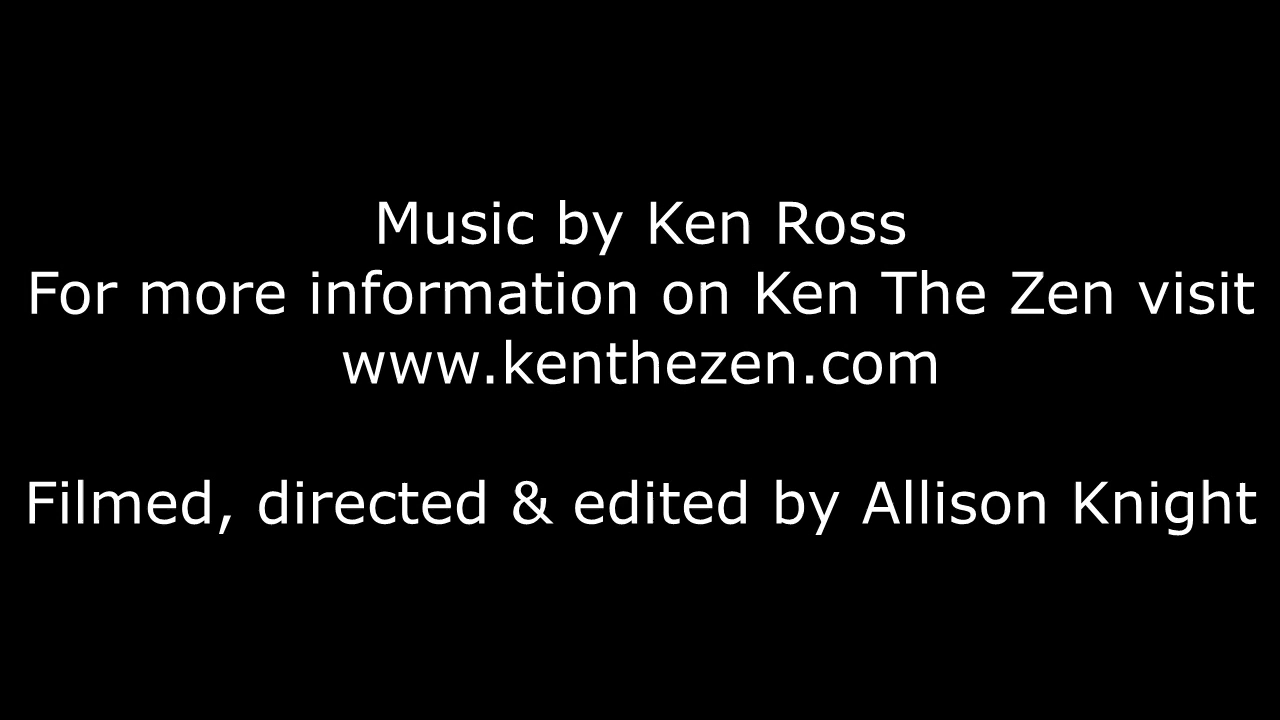 Music by Ken Ross
For more information on Ken The Zen visit
www.kenthezen.com
Filmed, directed & edited by Allison Knight